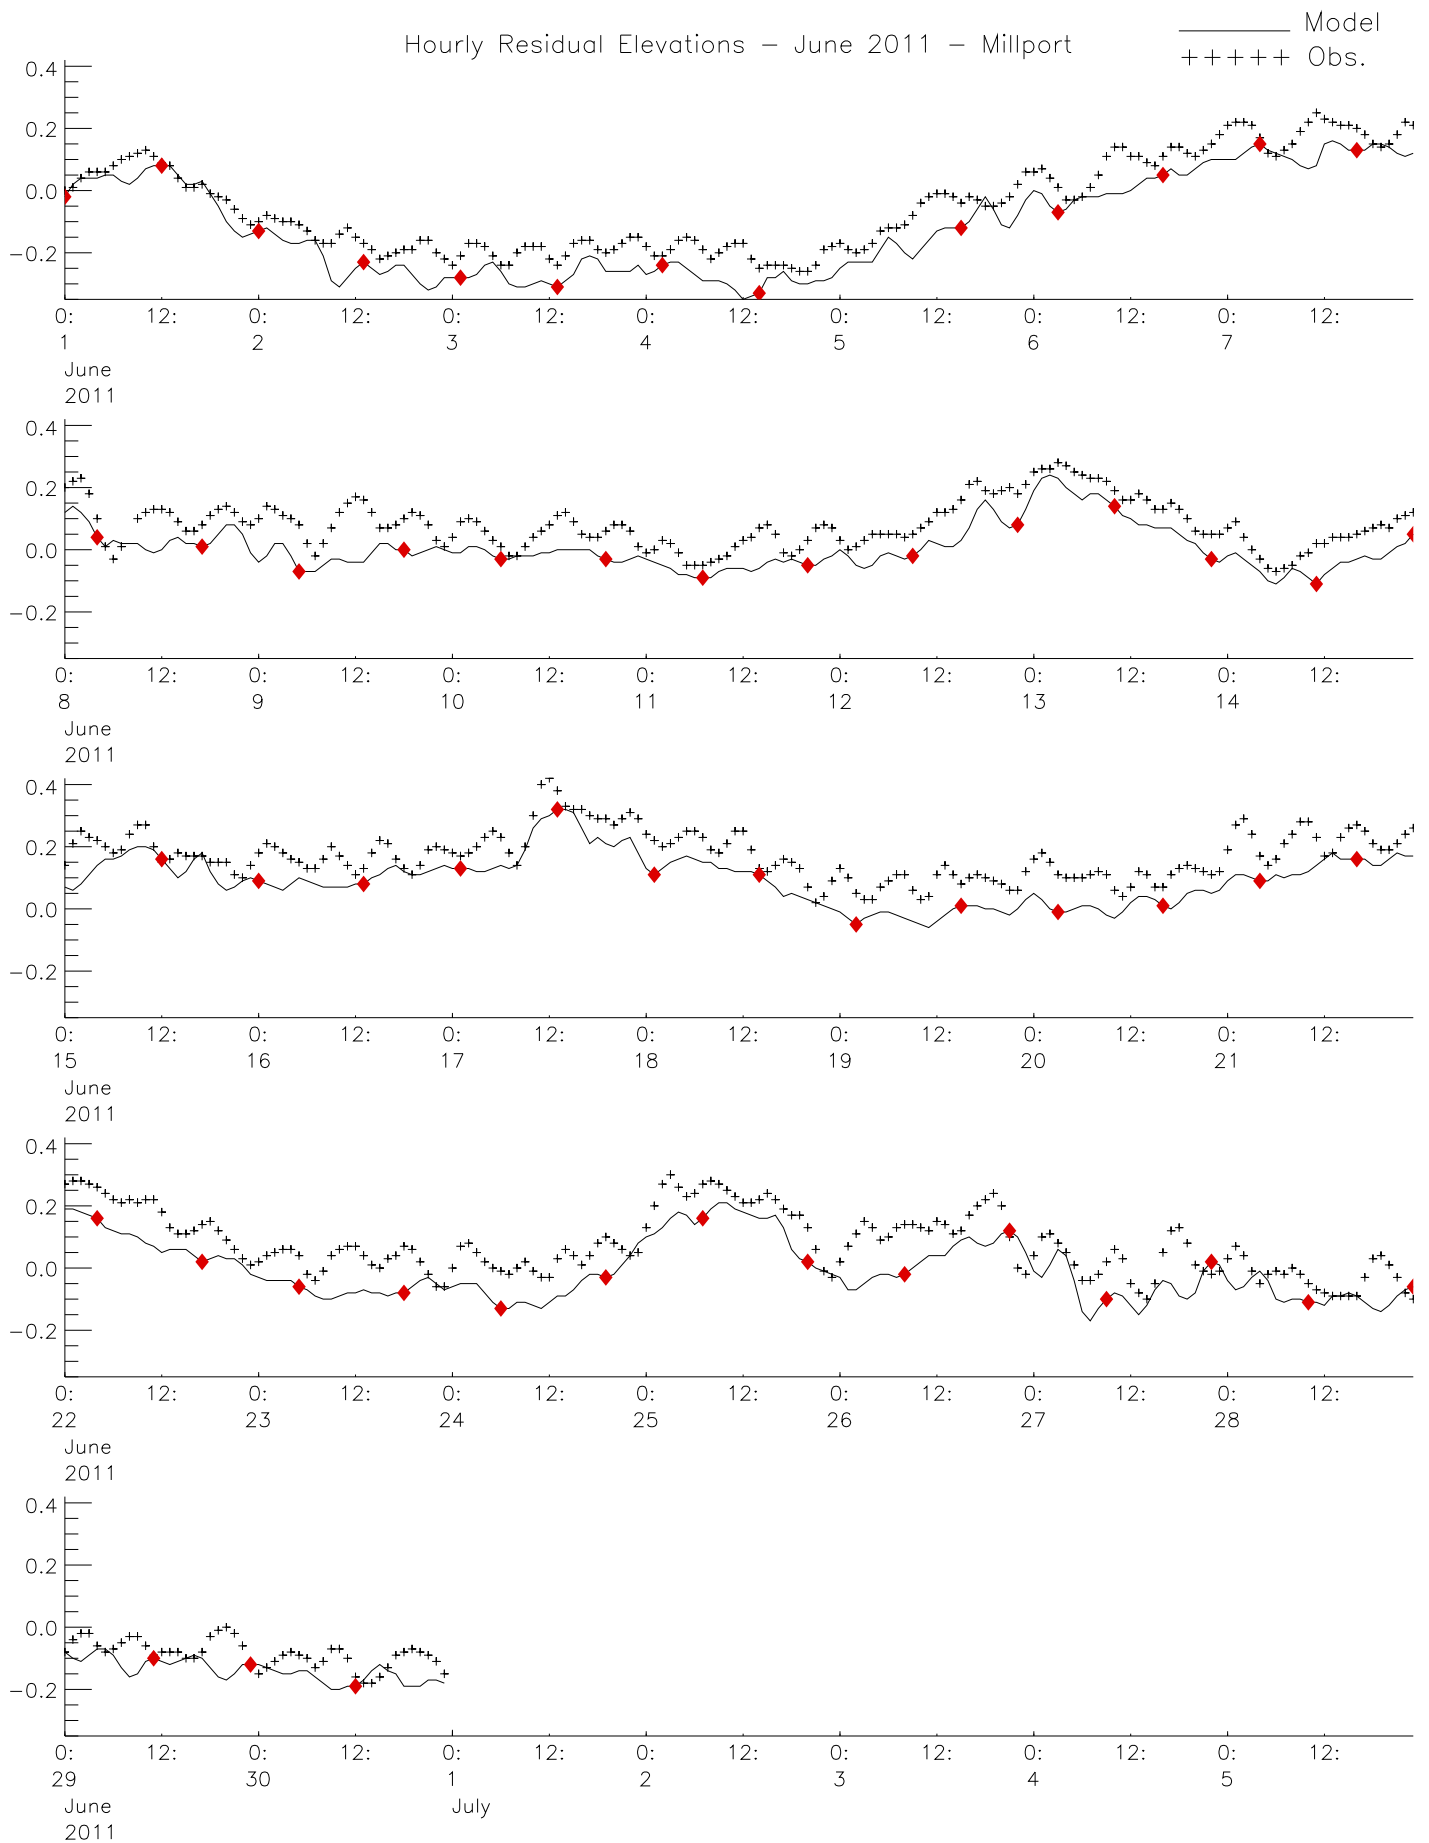 Hourly Residual Elevations – June 2011 – Millport
Model
+++++ Obs.
0.4
0.2
0.0
−0.2
0: 12: 0: 12: 0: 12: 0: 12: 0: 12: 0: 12: 0: 12:
1 2 3 4 5 6 7
June
2011
0.4
0.2
0.0
−0.2
0: 12: 0: 12: 0: 12: 0: 12: 0: 12: 0: 12: 0: 12:
8 9 10 11 12 13 14
June
2011
0.4
0.2
0.0
−0.2
0: 12: 0: 12: 0: 12: 0: 12: 0: 12: 0: 12: 0: 12:
15 16 17 18 19 20 21
June
2011
0.4
0.2
0.0
−0.2
0: 12: 0: 12: 0: 12: 0: 12: 0: 12: 0: 12: 0: 12:
22 23 24 25 26 27 28
June
2011
0.4
0.2
0.0
−0.2
0: 12: 0: 12: 0: 12: 0: 12: 0: 12: 0: 12: 0: 12:
29 30 1 2 3 4 5
June July
2011